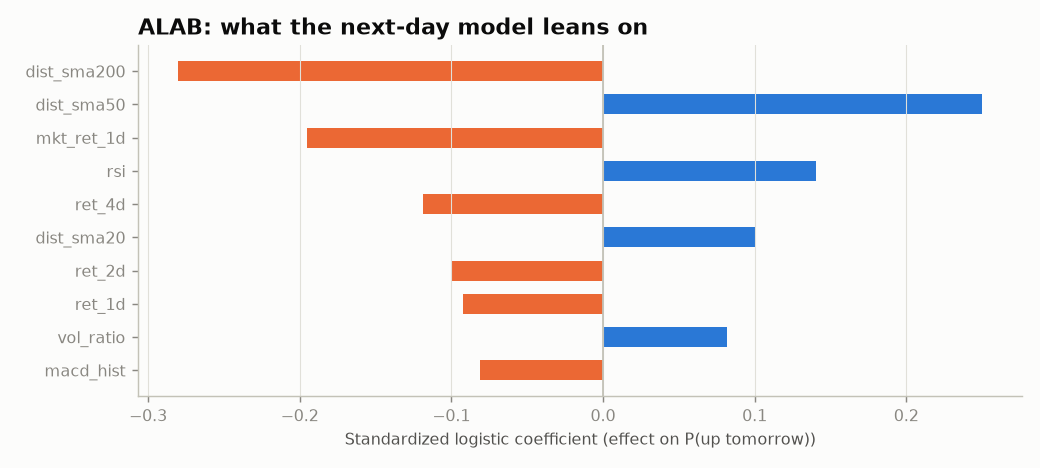 ALAB: what the next-day model leans on
dist_sma200
dist_sma50
mkt_ret_1d
rsi
ret_4d
dist_sma20
ret_2d
ret_1d
vol_ratio
macd_hist
−0.3 −0.2 −0.1 0.0 0.1 0.2
Standardized logistic coefficient (effect on P(up tomorrow))